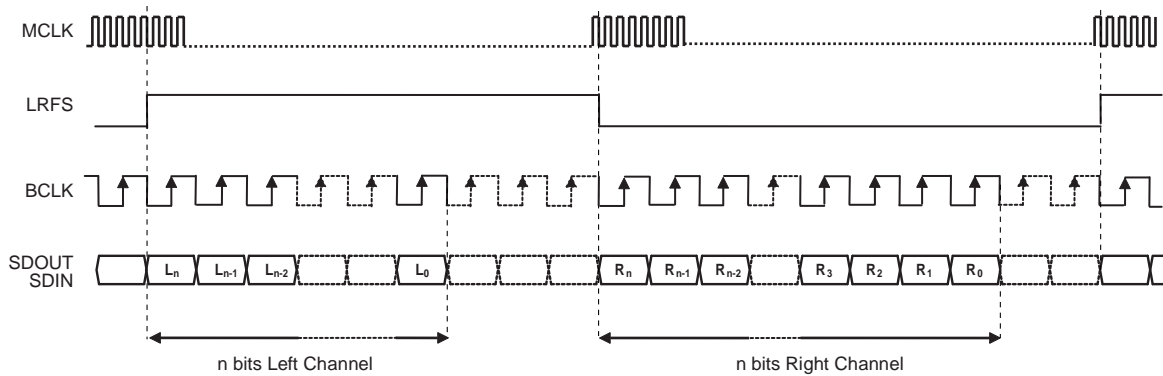 MCLK
LRFS
BCLK
SDOUT
SDIN
Lₙ Lₙ₋₁ Lₙ₋₂ L₀ Rₙ Rₙ₋₁ Rₙ₋₂ R₃ R₂ R₁ R₀
n bits Left Channel n bits Right Channel